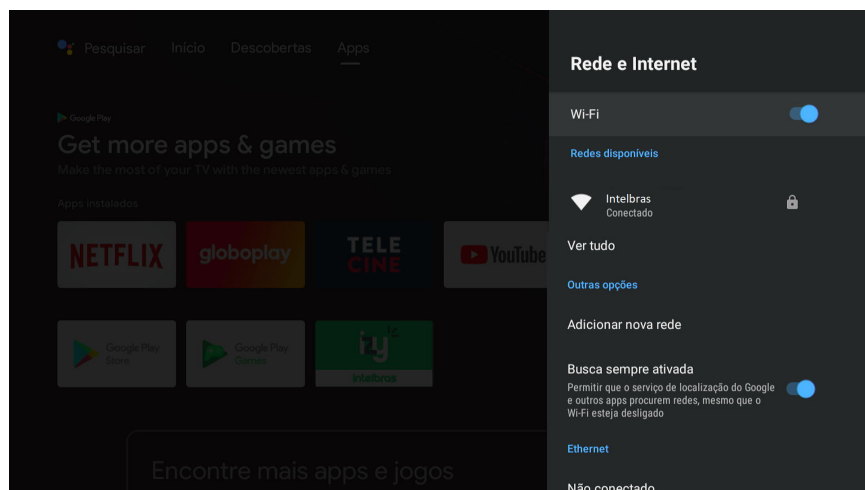 Pesquisar Início Descobertas Apps
Google Play
Get more apps & games
Make the most of your TV with the newest apps & games
Apps instalados
NETFLIX globoplay TELE CINE YouTube
Google Play Store Google Play Games izy intelbras
Encontre mais apps e jogos
Rede e Internet
Wi-Fi
Redes disponíveis
Intelbras
Conectado
Ver tudo
Outras opções
Adicionar nova rede
Busca sempre ativada
Permitir que o serviço de localização do Google
e outros apps procurem redes, mesmo que o
Wi-Fi esteja desligado
Ethernet
Não conectado